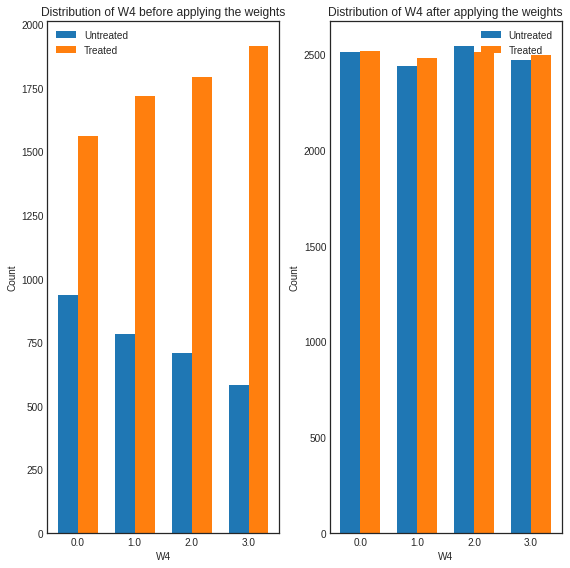 Distribution of W4 before applying the weights
Untreated
Treated
2000
1750
1500
1250
1000
750
500
250
0
Count
0.0 1.0 2.0 3.0
W4
Distribution of W4 after applying the weights
Untreated
Treated
2500
2000
1500
1000
500
0
Count
0.0 1.0 2.0 3.0
W4